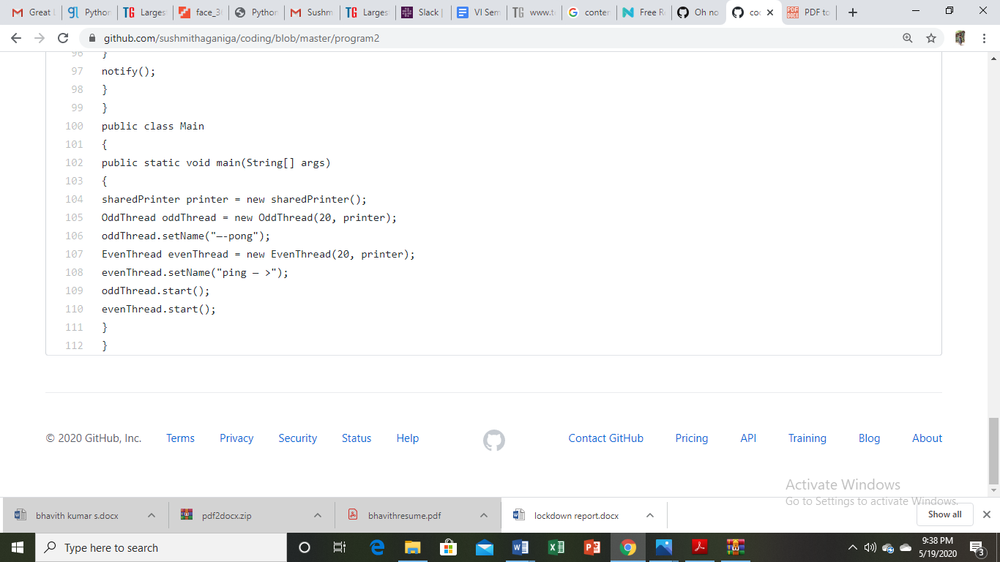 Great L
Python
Larges
face_36
Python
Sushm
Larges
Slack |
VI Sem
www.t
conten
Free R
Oh no
coc
PDF to
github.com/sushmithaganiga/coding/blob/master/program2
96 }
97 notify();
98 }
99 }
100 public class Main
101 {
102 public static void main(String[] args)
103 {
104 sharedPrinter printer = new sharedPrinter();
105 OddThread oddThread = new OddThread(20, printer);
106 oddThread.setName("—-pong");
107 EvenThread evenThread = new EvenThread(20, printer);
108 evenThread.setName("ping — >");
109 oddThread.start();
110 evenThread.start();
111 }
112 }
© 2020 GitHub, Inc. Terms Privacy Security Status Help Contact GitHub Pricing API Training Blog About
Activate Windows
Go to Settings to activate Windows.
bhavith kumar s.docx
pdf2docx.zip
bhavithresume.pdf
lockdown report.docx
Show all
Type here to search
9:38 PM
5/19/2020
3